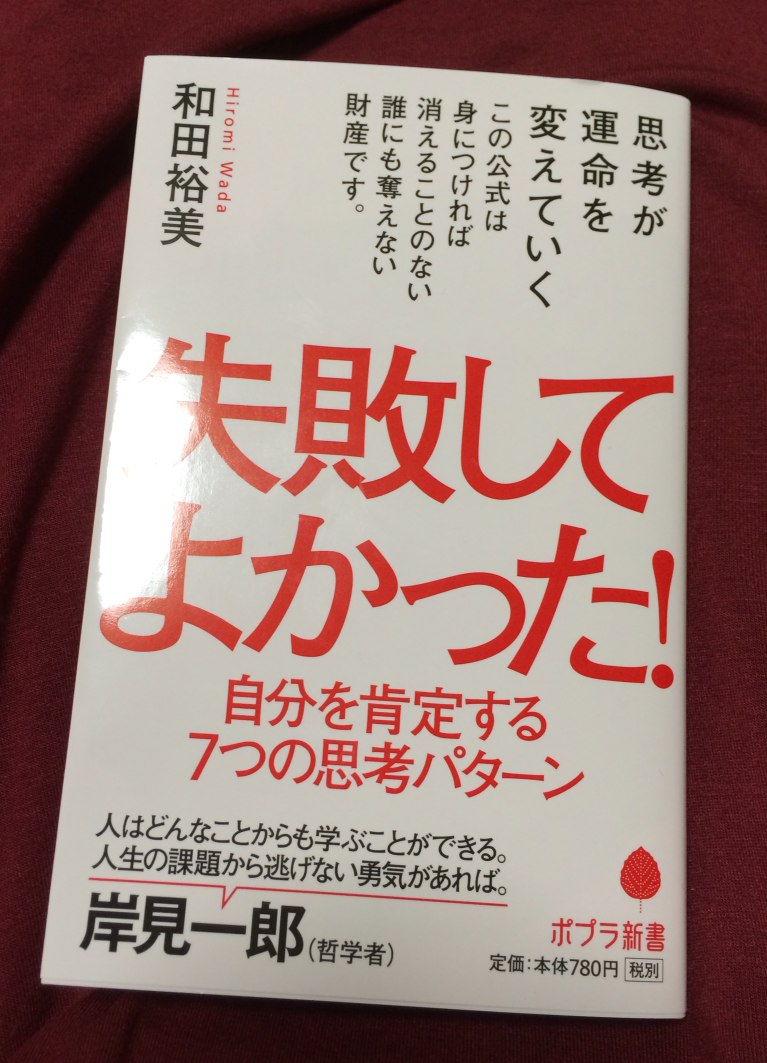 思考が
運命を
変えていく
この公式は
身につければ
消えることのない
誰にも奪えない
財産です。
Hiromi Wada
和田裕美
失敗して
よかった!
自分を肯定する
7つの思考パターン
人はどんなことからも学ぶことができる。
人生の課題から逃げない勇気があれば。
岸見一郎(哲学者)
ポプラ新書
定価:本体780円 税別